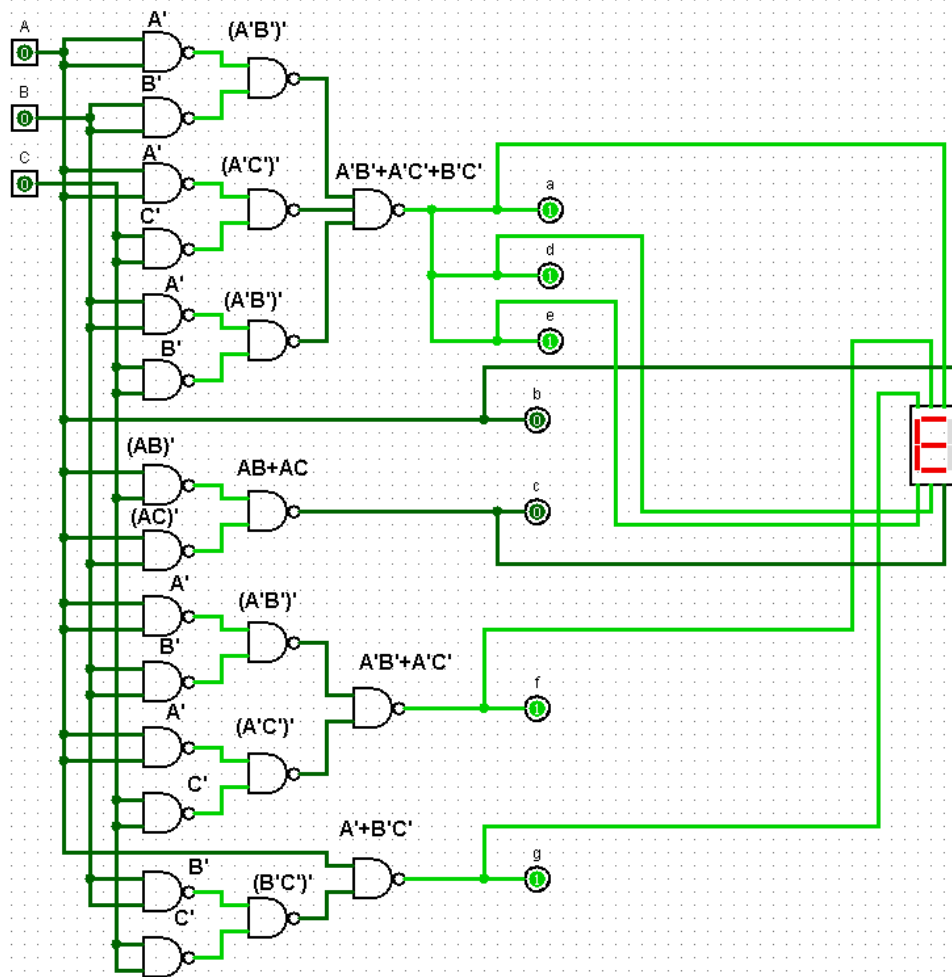 A
A'
(A'B')'
0
B'
B
0
C
A'
(A'C')'
A'B'+A'C'+B'C'
0
a
1
C'
d
1
A'
(A'B')'
e
1
B'
b
0
(AB)'
AB+AC
c
0
(AC)'
A'
(A'B')'
B'
A'B'+A'C'
f
1
A'
(A'C')'
C'
A'+B'C'
g
1
B'
(B'C')'
C'